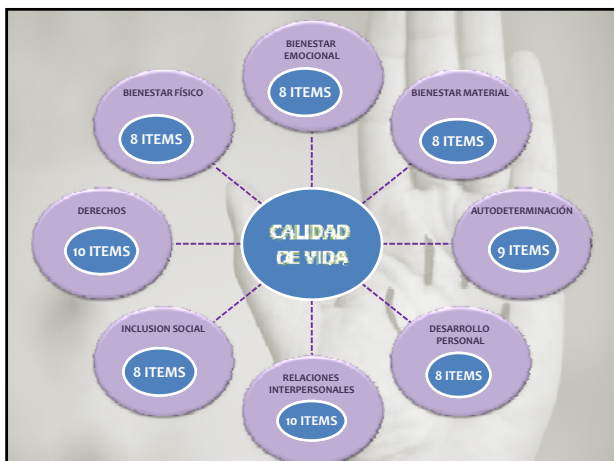 BIENESTAR
EMOCIONAL
8 ITEMS
BIENESTAR FÍSICO
8 ITEMS
BIENESTAR MATERIAL
8 ITEMS
DERECHOS
10 ITEMS
CALIDAD
DE VIDA
AUTODETERMINACIÓN
9 ITEMS
INCLUSION SOCIAL
8 ITEMS
DESARROLLO
PERSONAL
8 ITEMS
RELACIONES
INTERPERSONALES
10 ITEMS